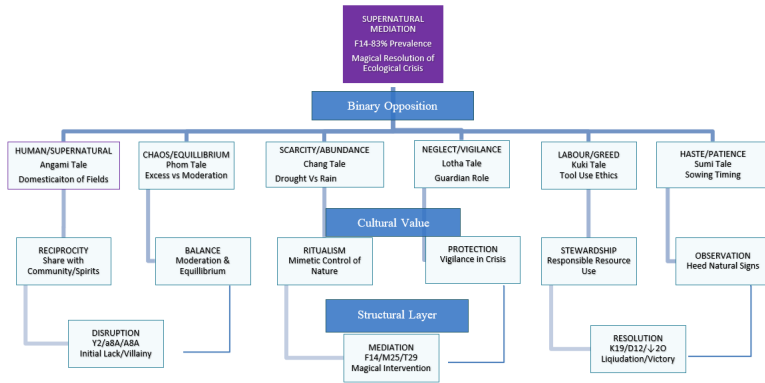 SUPERNATURAL
MEDIATION
F14-83% Prevalence
Magical Resolution of
Ecological Crisis
Binary Opposition
HUMAN/SUPERNATURAL
Angami Tale
Domesticaiton of Fields
CHAOS/EQUILLIBRIUM
Phom Tale
Excess vs Moderation
SCARCITY/ABUNDANCE
Chang Tale
Drought Vs Rain
NEGLECT/VIGILANCE
Lotha Tale
Guardian Role
LABOUR/GREED
Kuki Tale
Tool Use Ethics
HASTE/PATIENCE
Sumi Tale
Sowing Timing
Cultural Value
RECIPROCITY
Share with
Community/Spirits
BALANCE
Moderation &
Equillibrium
RITUALISM
Mimetic Control of
Nature
PROTECTION
Vigilance in Crisis
STEWARDSHIP
Responsible Resource
Use
OBSERVATION
Heed Natural Signs
Structural Layer
DISRUPTION
Y2/a8A/A8A
Initial Lack/Villainy
MEDIATION
F14/M25/T29
Magical Intervention
RESOLUTION
K19/D12/↓2O
Liqiudation/Victory